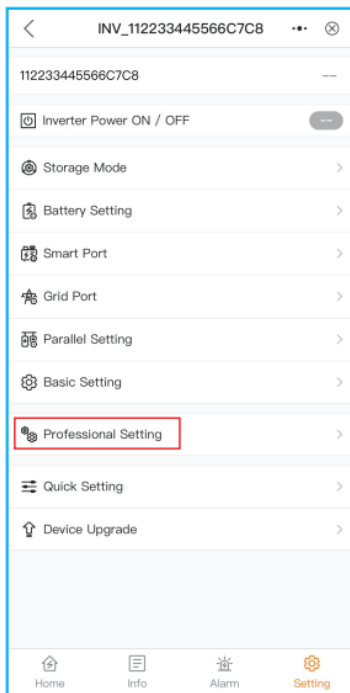 INV_112233445566C7C8
112233445566C7C8 --
Inverter Power ON / OFF --
Storage Mode
Battery Setting
Smart Port
Grid Port
Parallel Setting
Basic Setting
Professional Setting
Quick Setting
Device Upgrade
Home Info Alarm Setting